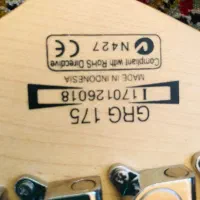 GRG 175
I170126018
MADE IN INDONESIA
Compliant with RoHS Directive
CE N427